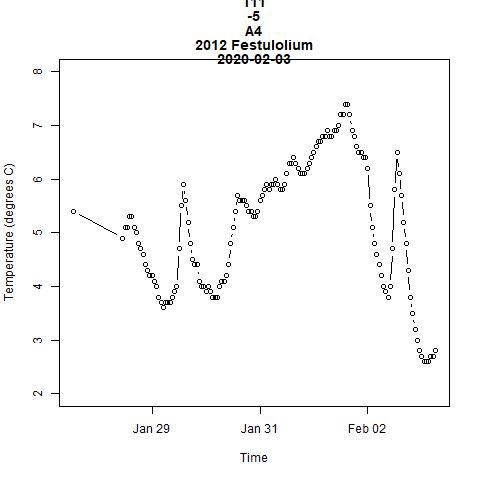 T11
-5
A4
2012 Festulolium
2020-02-03
Temperature (degrees C)
8
7
6
5
4
3
2
Jan 29 Jan 31 Feb 02
Time